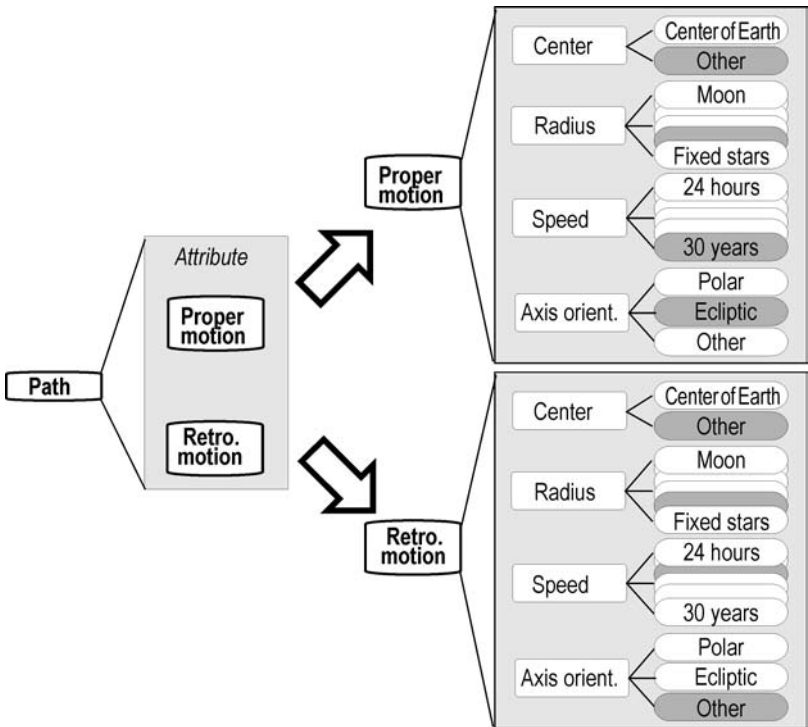 Path
Attribute
Proper
motion
Retro.
motion
Proper
motion
Center
Center of Earth
Other
Radius
Moon
Fixed stars
Speed
24 hours
30 years
Axis orient.
Polar
Ecliptic
Other
Retro.
motion
Center
Center of Earth
Other
Radius
Moon
Fixed stars
Speed
24 hours
30 years
Axis orient.
Polar
Ecliptic
Other